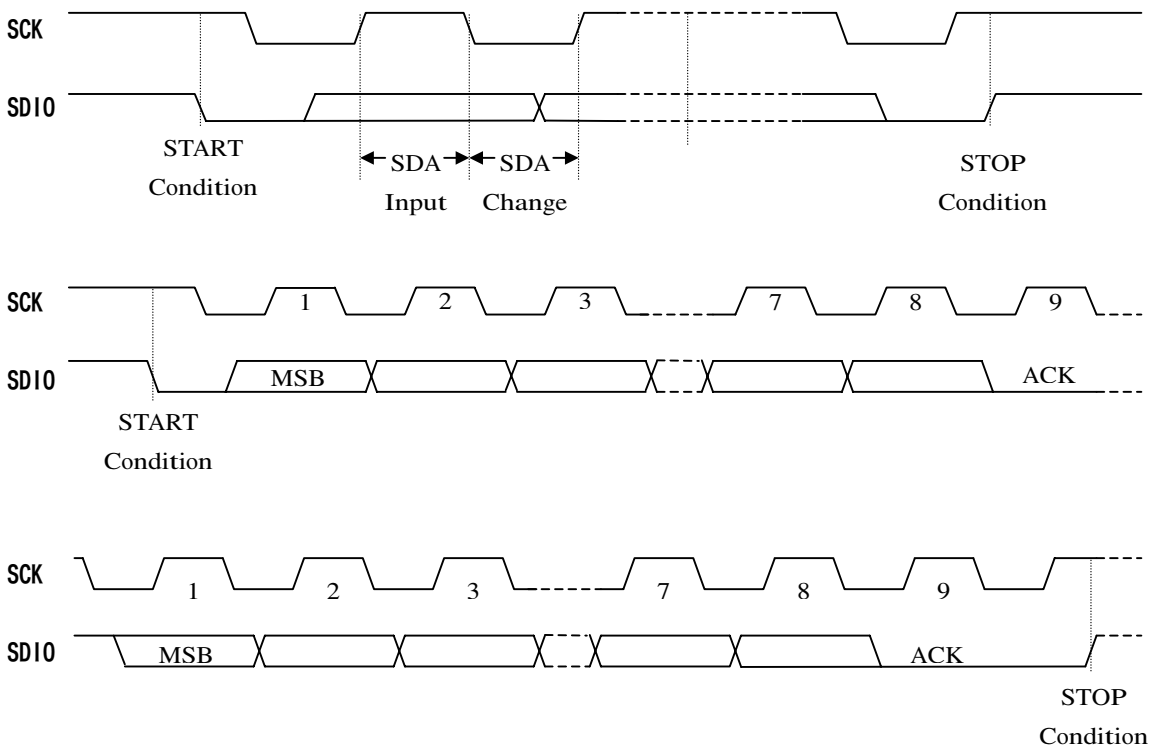 SCK
SDIO
START
Condition
SDA
Input
SDA
Change
STOP
Condition
SCK
1 2 3 7 8 9
SDIO
MSB ACK
START
Condition
SCK
1 2 3 7 8 9
SDIO
MSB ACK
STOP
Condition